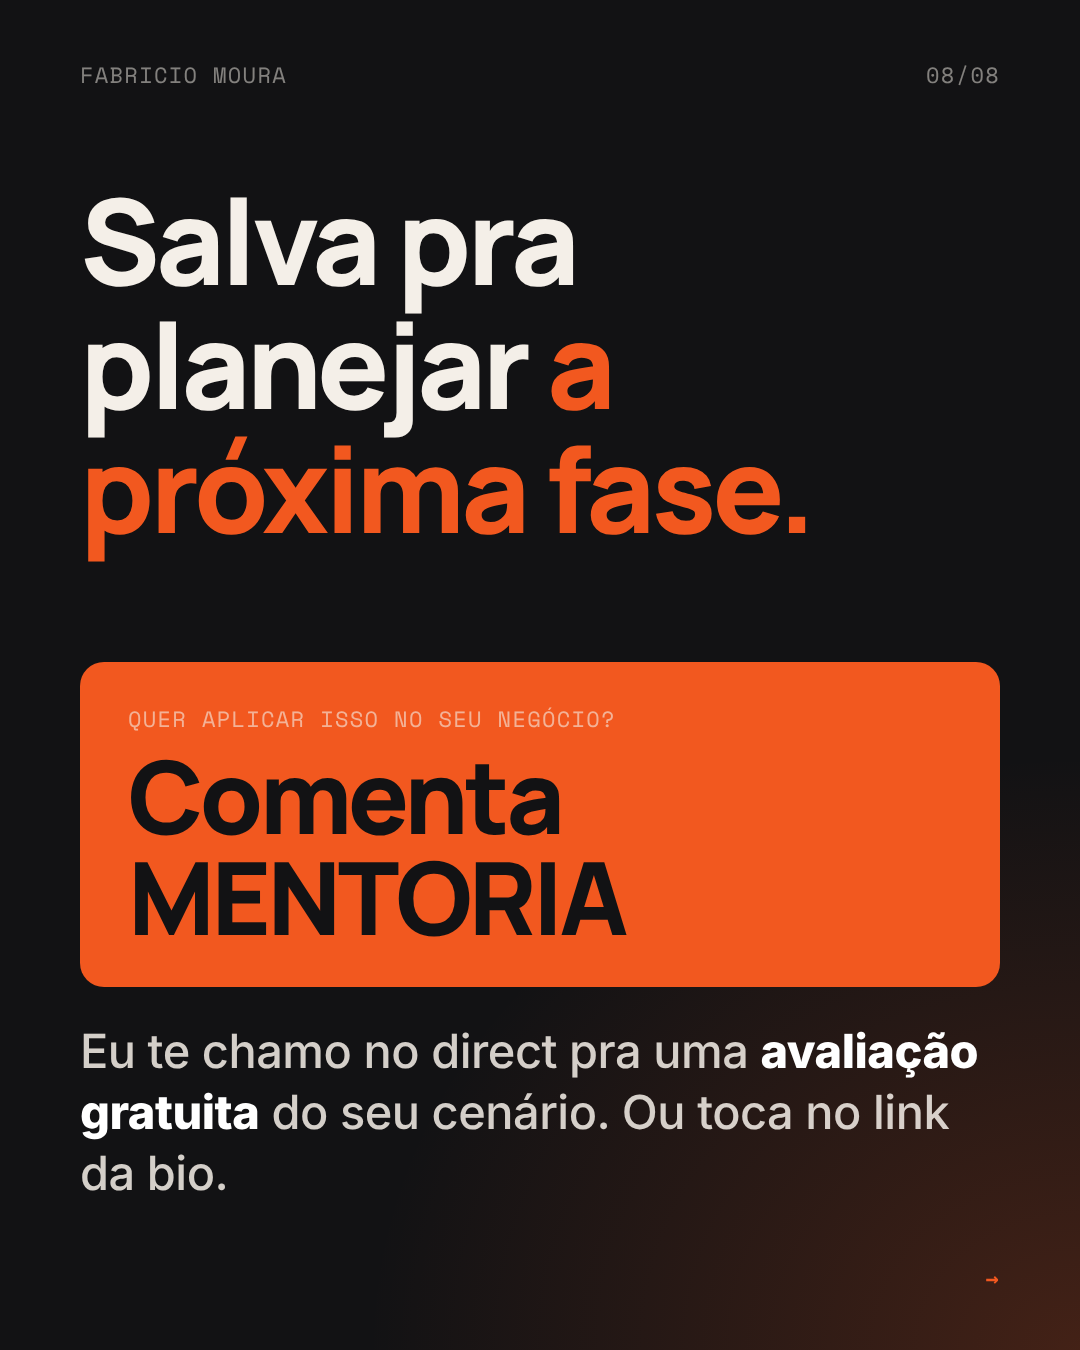 FABRICIO MOURA
08/08
Salva pra
planejar a
próxima fase.
QUER APLICAR ISSO NO SEU NEGÓCIO?
Comenta
MENTORIA
Eu te chamo no direct pra uma avaliação
gratuita do seu cenário. Ou toca no link
da bio.
→